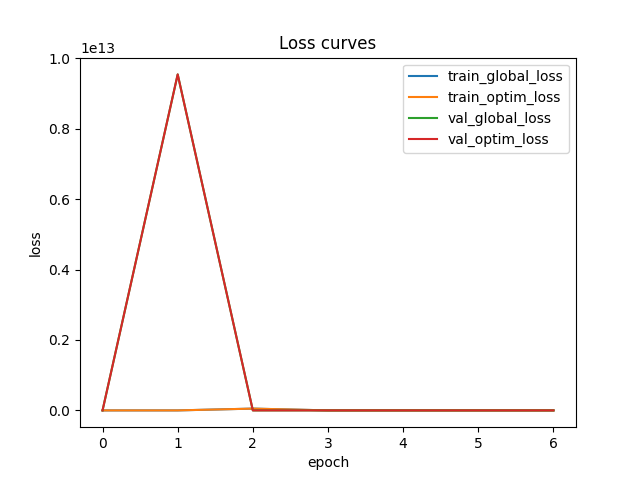 Loss curves
1e13
1.0
0.8
0.6
0.4
0.2
0.0
loss
train_global_loss
train_optim_loss
val_global_loss
val_optim_loss
0 1 2 3 4 5 6
epoch